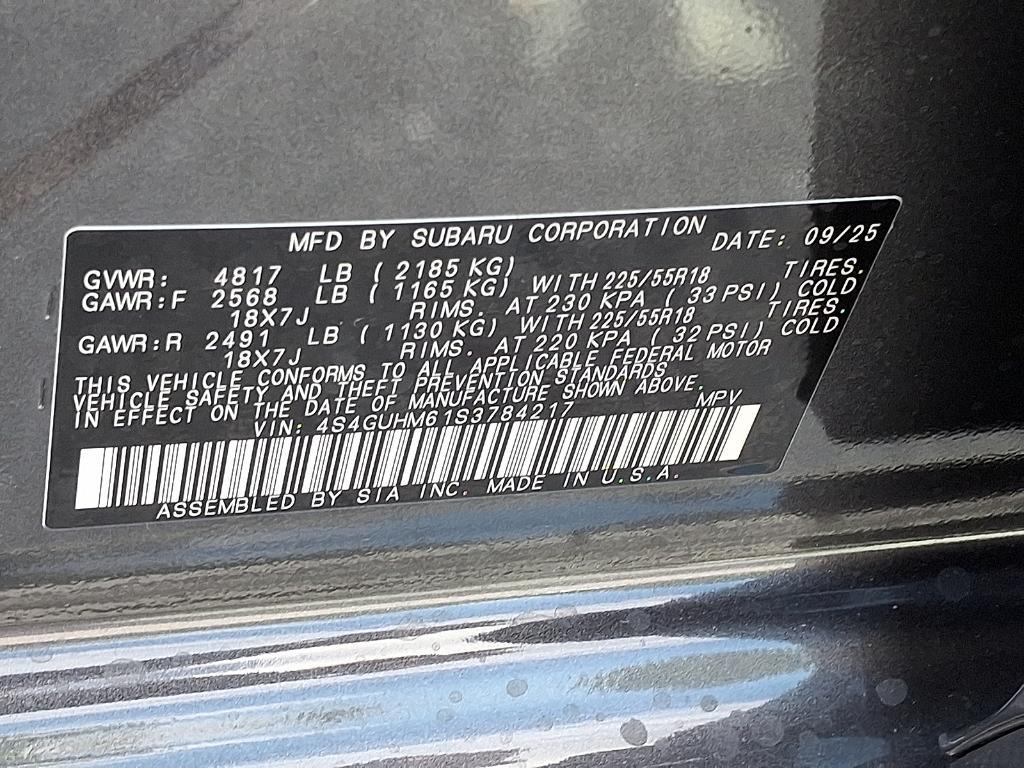 MFD BY SUBARU CORPORATION DATE: 09/25
GVWR: 4817 LB (2185 KG)
GAWR:F 2568 LB (1165 KG) WITH 225/55R18 TIRES.
18X7J RIMS. AT 230 KPA (33 PSI) COLD
GAWR:R 2491 LB (1130 KG) WITH 225/55R18 TIRES.
18X7J RIMS. AT 220 KPA (32 PSI) COLD
THIS VEHICLE CONFORMS TO ALL APPLICABLE FEDERAL MOTOR
VEHICLE SAFETY AND THEFT PREVENTION STANDARDS
IN EFFECT ON THE DATE OF MANUFACTURE SHOWN ABOVE.
VIN: 4S4GUHM61S3784217 MPV
ASSEMBLED BY SIA INC. MADE IN U.S.A.